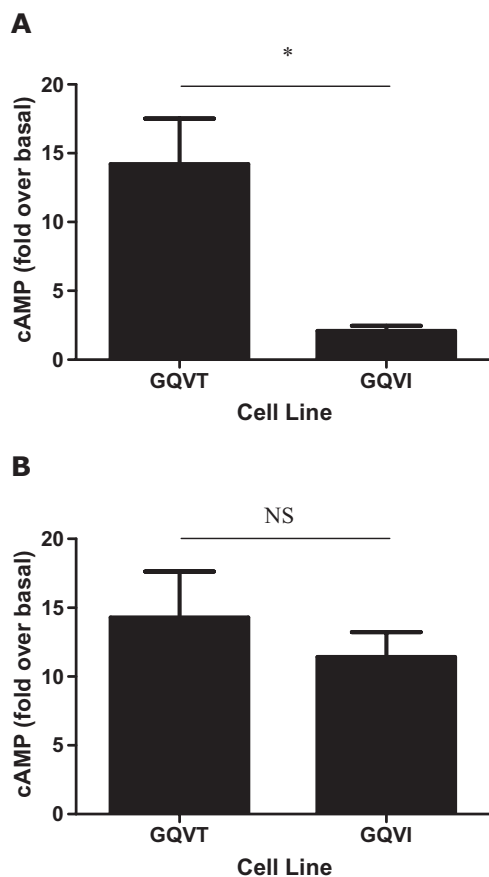 A
*
20
15
10
5
0
cAMP (fold over basal)
GQVT GQVI
Cell Line
B
NS
20
15
10
5
0
cAMP (fold over basal)
GQVT GQVI
Cell Line